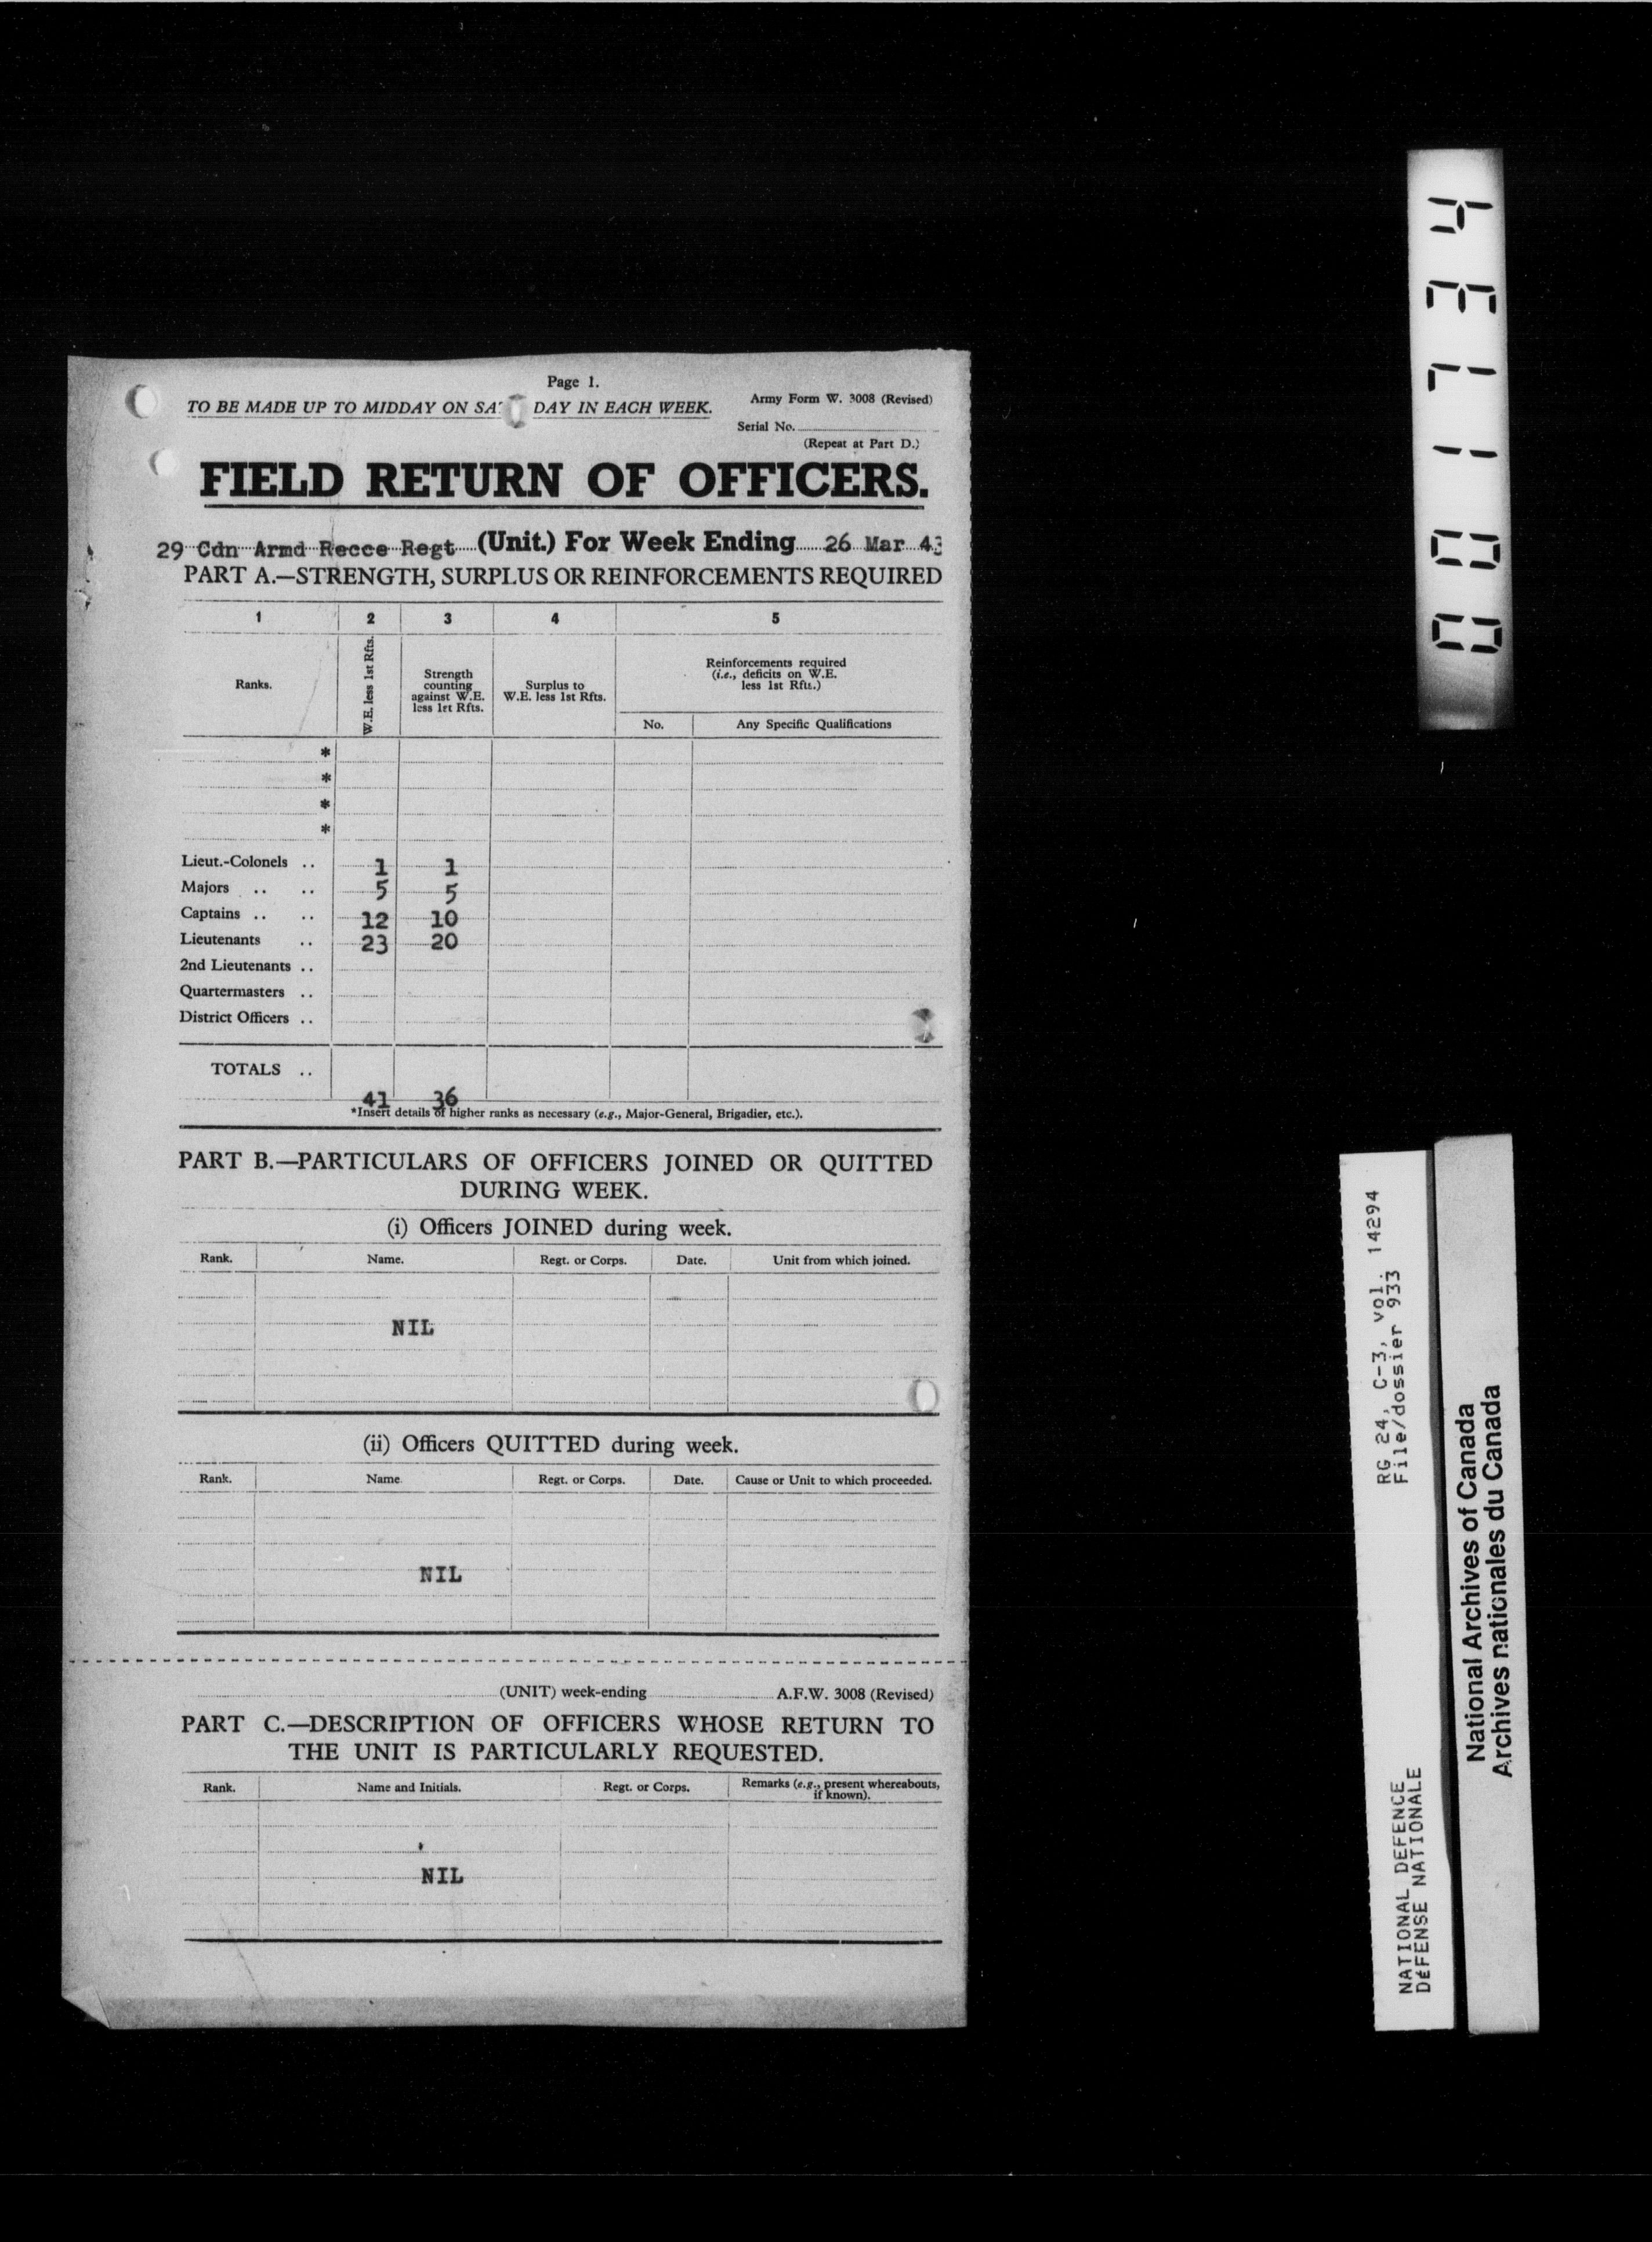 Page 1.
TO BE MADE UP TO MIDDAY ON SAT DAY IN EACH WEEK.
Army Form W. 3008 (Revised)
Serial No.
(Repeat at Part D.)
FIELD RETURN OF OFFICERS.
29 Cdn Armd Recce Regt (Unit.) For Week Ending 26 Mar 43
PART A.—STRENGTH, SURPLUS OR REINFORCEMENTS REQUIRED
1 2 3 4 5
Ranks.
W.E. less 1st Rfts.
Strength
counting
against W.E.
less 1st Rfts.
Surplus to
W.E. less 1st Rfts.
Reinforcements required
(i.e., deficits on W.E.
less 1st Rfts.)
No. Any Specific Qualifications
*
*
*
*
Lieut.-Colonels .. 1 1
Majors .. .. 5 5
Captains .. .. 12 10
Lieutenants .. 23 20
2nd Lieutenants ..
Quartermasters ..
District Officers ..
TOTALS ..
41 36
*Insert details of higher ranks as necessary (e.g., Major-General, Brigadier, etc.).
PART B.—PARTICULARS OF OFFICERS JOINED OR QUITTED
DURING WEEK.
(i) Officers JOINED during week.
Rank. Name. Regt. or Corps. Date. Unit from which joined.
NIL
(ii) Officers QUITTED during week.
Rank. Name. Regt. or Corps. Date. Cause or Unit to which proceeded.
NIL
(UNIT) week-ending A.F.W. 3008 (Revised)
PART C.—DESCRIPTION OF OFFICERS WHOSE RETURN TO
THE UNIT IS PARTICULARLY REQUESTED.
Rank. Name and Initials. Regt. or Corps. Remarks (e.g., present whereabouts,
if known).
NIL
001734
RG 24, C-3, vol. 14294
File/dossier 933
NATIONAL DEFENCE
DÉFENSE NATIONALE
National Archives of Canada
Archives nationales du Canada